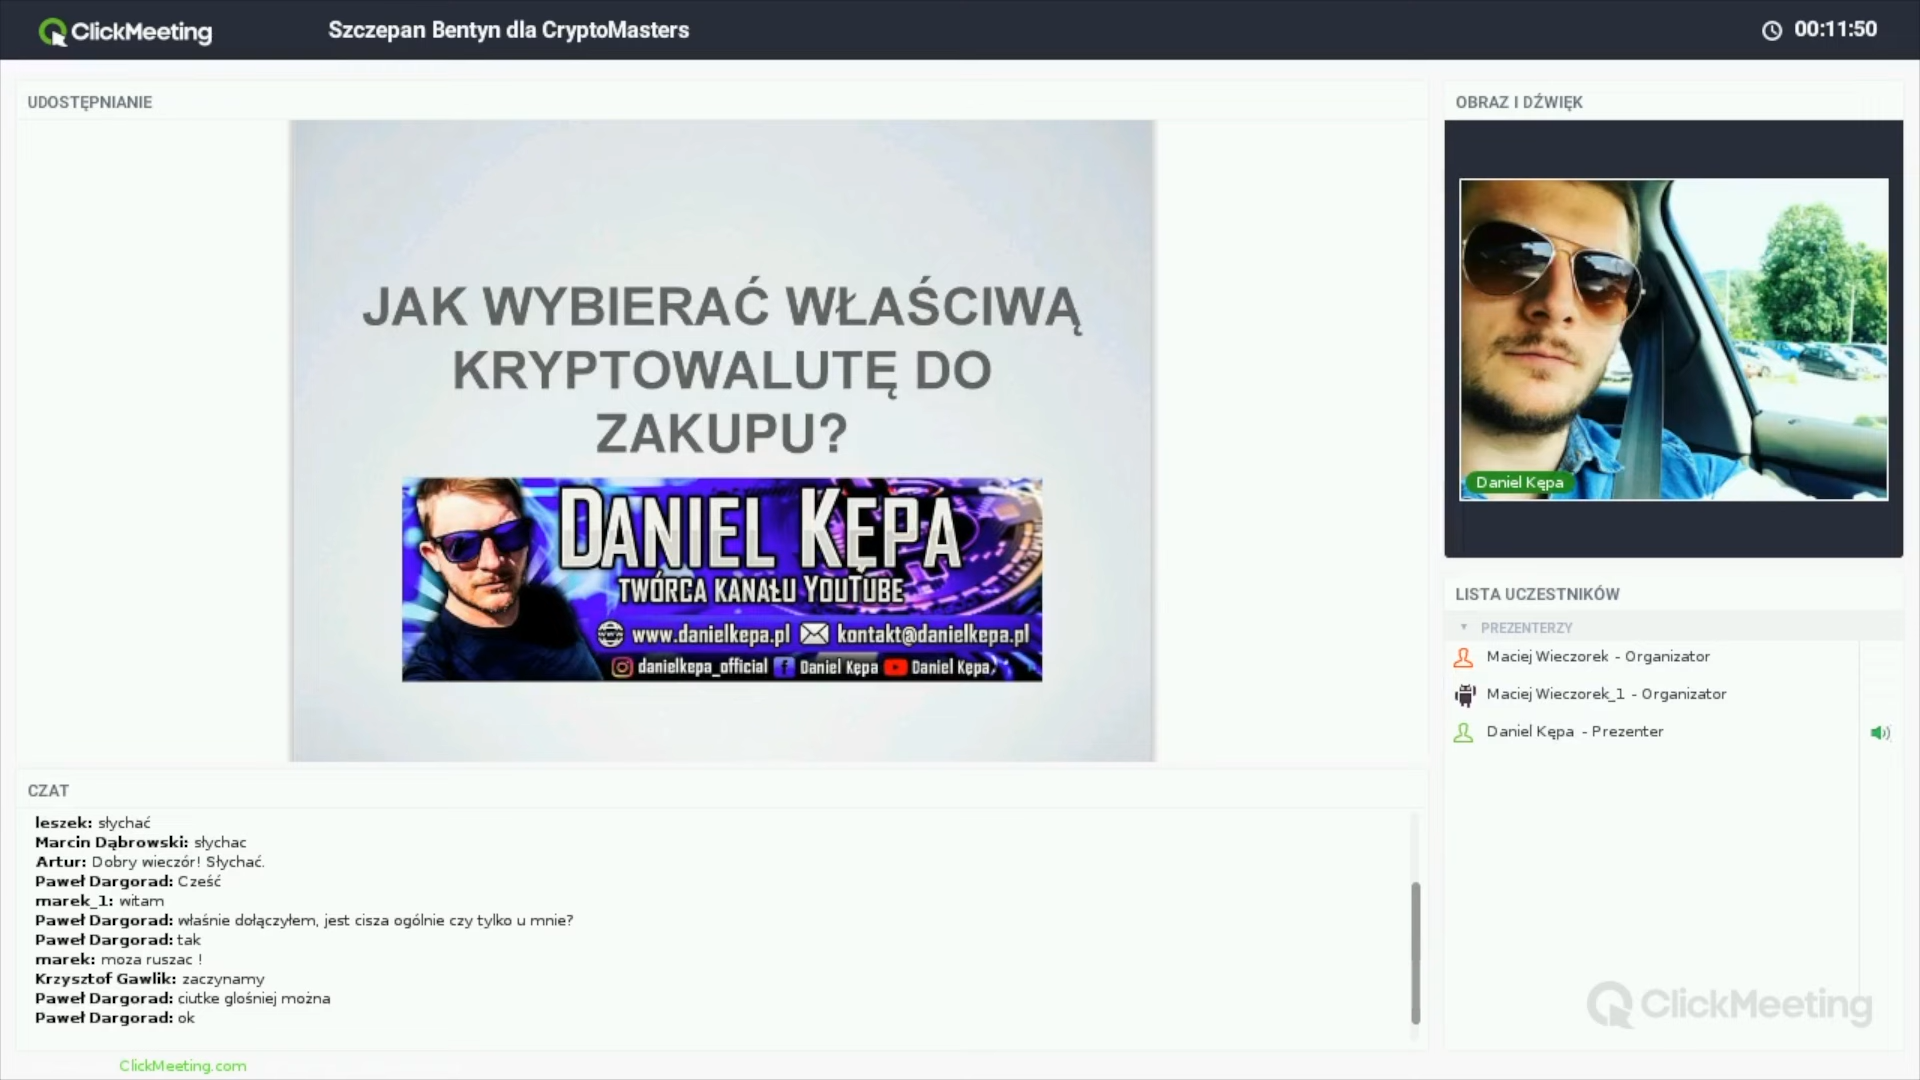 ClickMeeting
Szczepan Bentyn dla CryptoMasters
00:11:50
UDOSTĘPNIANIE
JAK WYBIERAĆ WŁAŚCIWĄ
KRYPTOWALUTĘ DO
ZAKUPU?
DANIEL KĘPA
TWÓRCA KANAŁU YOUTUBE
www.danielkepa.pl kontakt@danielkepa.pl
danielkepa_official Daniel Kępa Daniel Kępa
OBRAZ I DŹWIĘK
Daniel Kępa
LISTA UCZESTNIKÓW
PREZENTERZY
Maciej Wieczorek - Organizator
Maciej Wieczorek_1 - Organizator
Daniel Kępa - Prezenter
CZAT
leszek: słychać
Marcin Dąbrowski: słychac
Artur: Dobry wieczór! Słychać.
Paweł Dargorad: Cześć
marek_1: witam
Paweł Dargorad: właśnie dołączyłem, jest cisza ogólnie czy tylko u mnie?
Paweł Dargorad: tak
marek: moza ruszac !
Krzysztof Gawlik: zaczynamy
Paweł Dargorad: ciutke glośniej można
Paweł Dargorad: ok
ClickMeeting
ClickMeeting.com